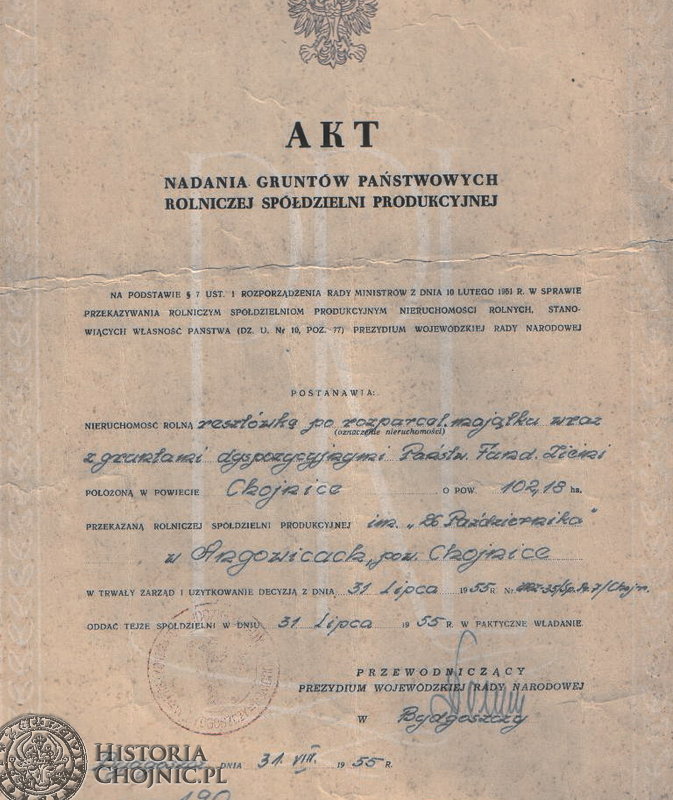 AKT
NADANIA GRUNTÓW PAŃSTWOWYCH
ROLNICZEJ SPÓŁDZIELNI PRODUKCYJNEJ
NA PODSTAWIE § 7 UST. 1 ROZPORZĄDZENIA RADY MINISTRÓW Z DNIA 10 LUTEGO 1951 R. W SPRAWIE
PRZEKAZYWANIA ROLNICZYM SPÓŁDZIELNIOM PRODUKCYJNYM NIERUCHOMOŚCI ROLNYCH, STANO-
WIĄCYCH WŁASNOŚĆ PAŃSTWA (DZ. U. Nr 10, POZ. 77) PREZYDIUM WOJEWÓDZKIEJ RADY NARODOWEJ
POSTANAWIA:
NIERUCHOMOŚĆ ROLNĄ resztówkę po rozparcel. majątku wraz
(oznaczenie nieruchomości)
z gruntami dyspozycyjnymi Państw. Fund. Ziemi
POŁOŻONĄ W POWIECIE Chojnice O POW. 102,18 ha.
PRZEKAZANĄ ROLNICZEJ SPÓŁDZIELNI PRODUKCYJNEJ im. „26 Października"
w Angowicach, pow. Chojnice
W TRWAŁY ZARZĄD I UŻYTKOWANIE DECYZJĄ Z DNIA 31 Lipca 1955 R. Nr
ODDAĆ TEJŻE SPÓŁDZIELNI W DNIU 31 Lipca 1955 R. W FAKTYCZNE WŁADANIE.
PRZEWODNICZĄCY
PREZYDIUM WOJEWÓDZKIEJ RADY NARODOWEJ
W Bydgoszczy
DNIA 31. VIII. 1955 R.
HISTORIA
CHOJNIC.PL